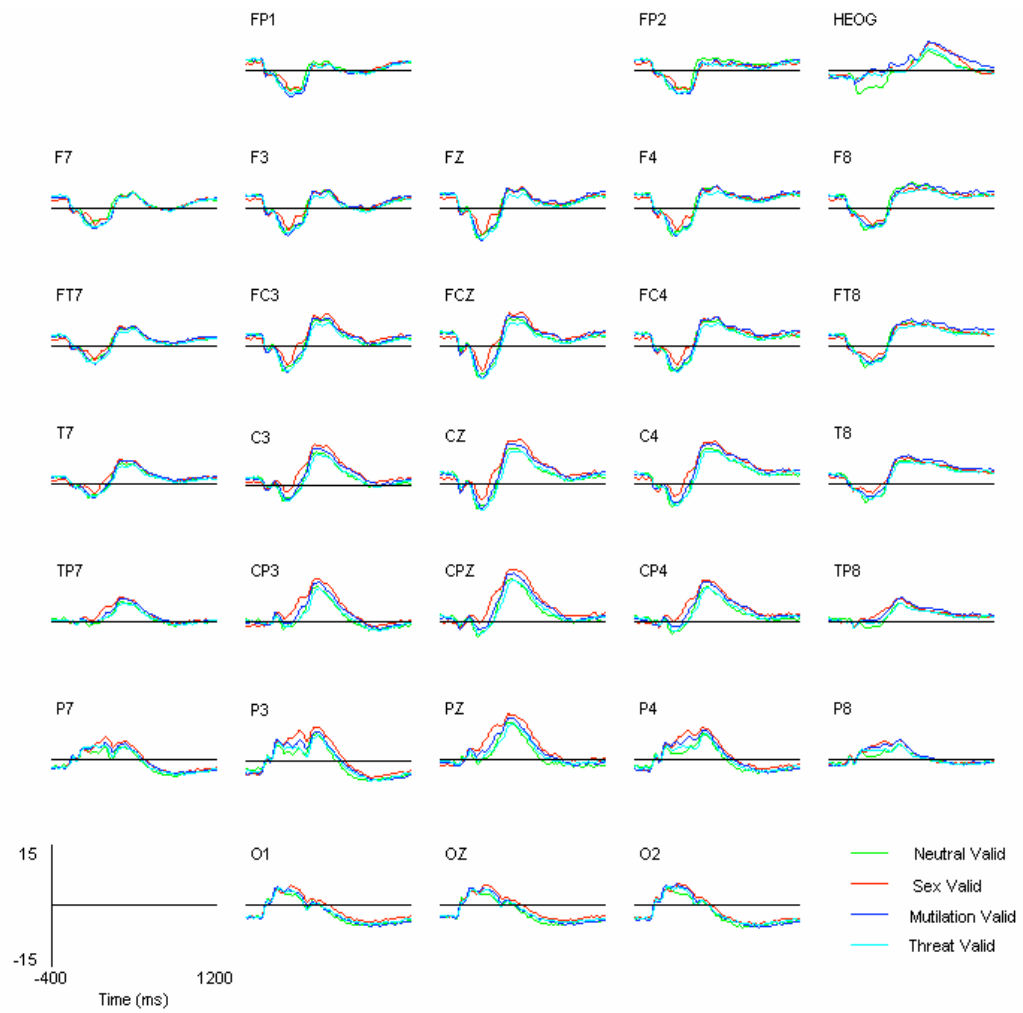 FP1 FP2 HEOG
F7 F3 FZ F4 F8
FT7 FC3 FCZ FC4 FT8
T7 C3 CZ C4 T8
TP7 CP3 CPZ CP4 TP8
P7 P3 PZ P4 P8
15 O1 OZ O2
Neutral Valid
Sex Valid
Mutilation Valid
Threat Valid
-15
-400 1200
Time (ms)